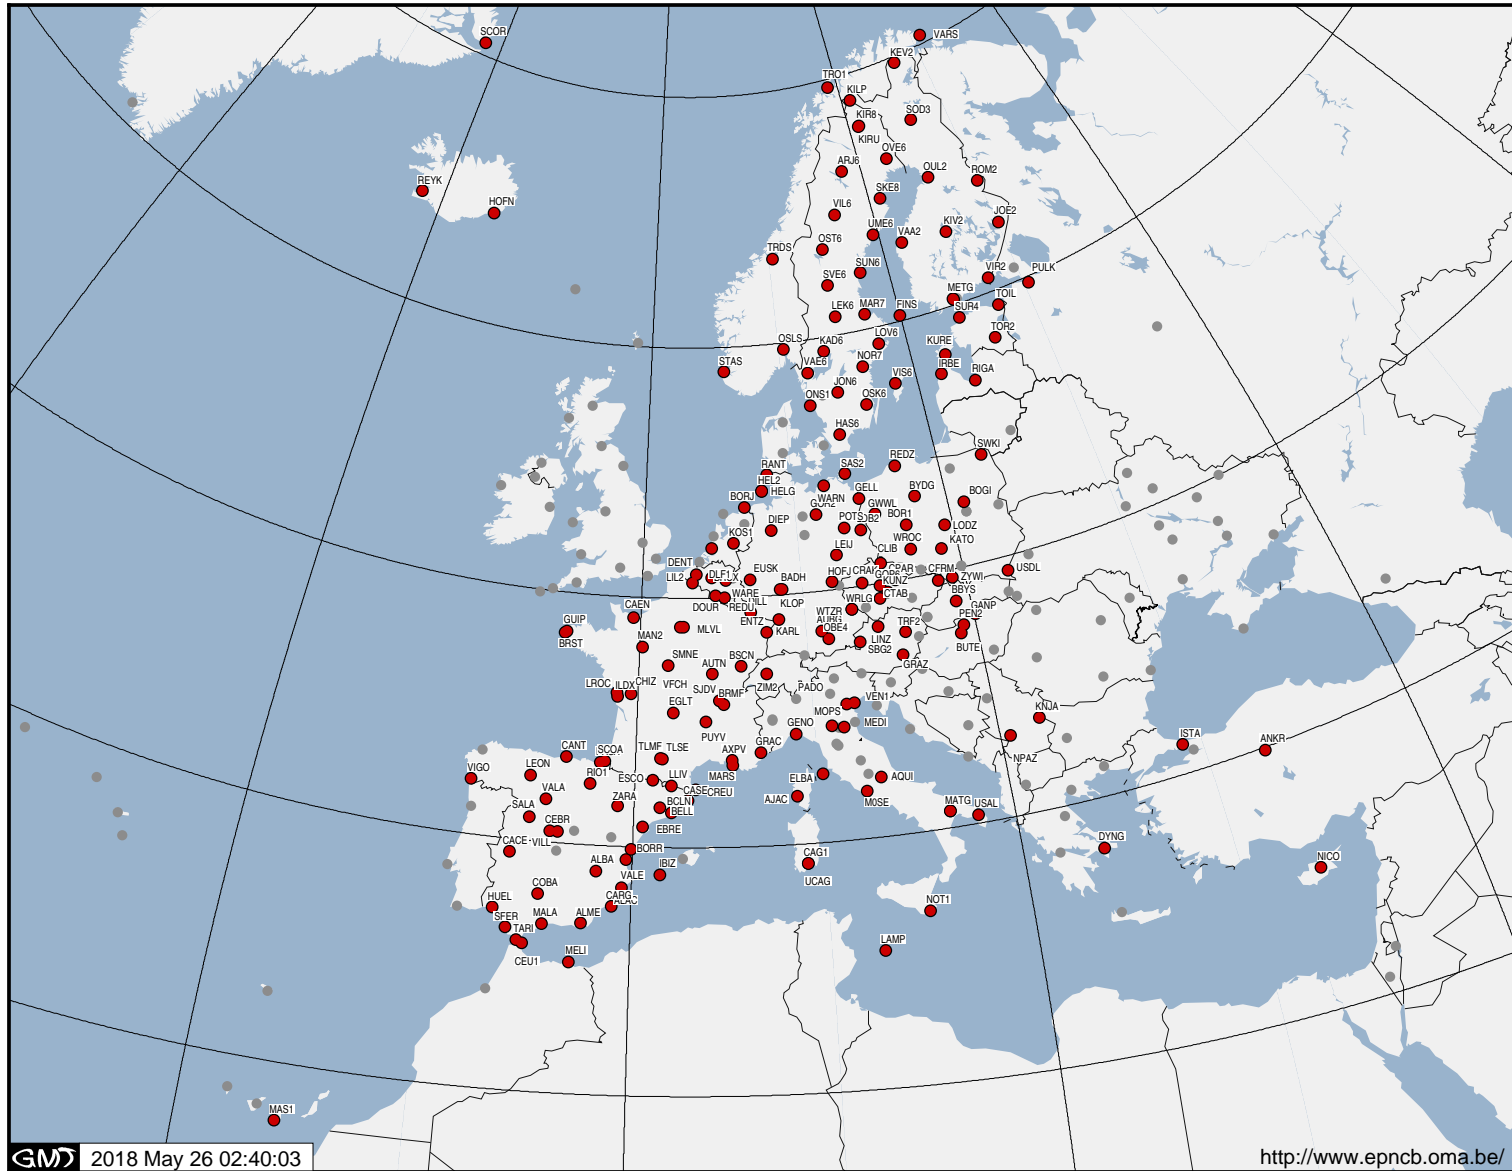 SCOR
VARS
KEV2
TRO1
KILP
KIR8
SOD3
KIRU
OVE6
ARJ6
OUL2
ROM2
REYK
SKE8
HOFN
VIL6
JOE2
UME6
KIV2
VAA2
OST6
TRDS
SUN6
VIR2
PULK
SVE6
METG
TOIL
LEK6
MAR7
FINS
SUR4
TOR2
OSLS
KAD6
LOV6
KURE
STAS
VAE6
NOR7
IRBE
RIGA
JON6
VIS6
ONS1
OSK6
HAS6
SWKI
RANT
SAS2
REDZ
HEL2
HELG
WARN
GELL
BYDG
BOGI
BORJ
GOR2
GWWL
DIEP
POTS
BOR1
LODZ
KOS1
LEIJ
CLIB
WROC
KATO
DENT
LIL2
DLF1
EUSK
BADH
HOFJ
CRAK
CPAR
KUNZ
CFRM
ZYWI
USDL
WARE
CTAB
BBYS
CAEN
DOUR
REDU
KLOP
WTZR
WRLG
GANP
GUIP
ENTZ
PEN2
BRST
MAN2
MLVL
KARL
OBE4
LINZ
TRF2
BUTE
SMNE
AUTN
BSCN
SBG2
GRAZ
LROC
ILDX
CHIZ
VFCH
SJDV
BRMF
ZIM2
PADO
VEN1
EGLT
MOPS
MEDI
KNJA
PUYV
GENO
ISTA
ANKR
CANT
SCOA
TLMF
TLSE
AXPV
GRAC
NPAZ
VIGO
LEON
RIO1
ESCO
LLIV
MARS
ELBA
AQUI
VALA
CASE
CREU
AJAC
M0SE
SALA
ZARA
BCLN
BELL
MATG
USAL
CEBR
EBRE
CACE
VILL
BORR
CAG1
DYNG
ALBA
IBIZ
UCAG
NICO
COBA
VALE
HUEL
CARG
ALAC
NOT1
SFER
MALA
ALME
TARI
CEU1
MELI
LAMP
MAS1
GMT 2018 May 26 02:40:03
http://www.epncb.oma.be/